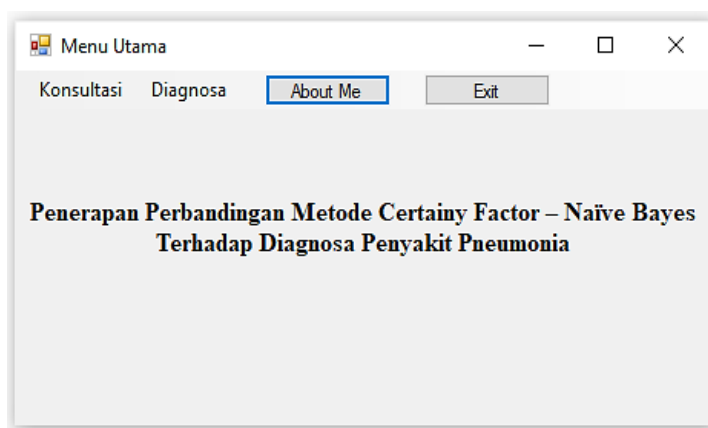 Menu Utama
Konsultasi Diagnosa About Me Exit
Penerapan Perbandingan Metode Certainy Factor – Naïve Bayes
Terhadap Diagnosa Penyakit Pneumonia